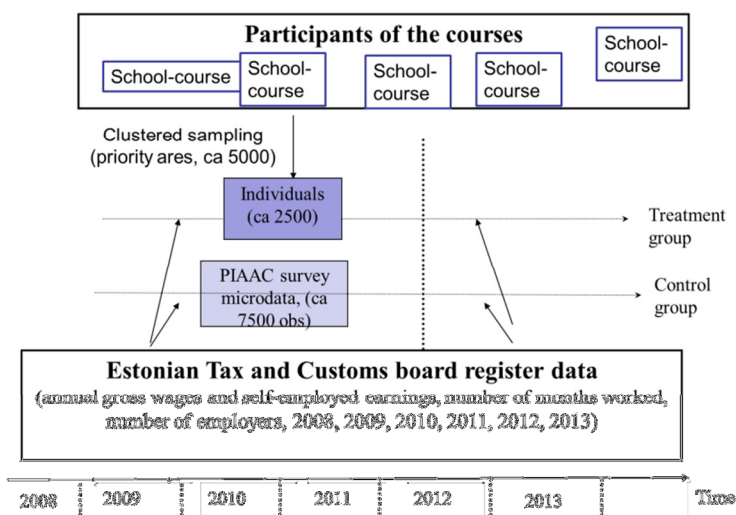 Participants of the courses
School-course
School-
course
School-
course
School-
course
School-
course
Clustered sampling
(priority ares, ca 5000)
Individuals
(ca 2500)
Treatment
group
PIAAC survey
microdata, (ca
7500 obs)
Control
group
Estonian Tax and Customs board register data
(annual gross wages and self-employed earnings, number of months worked,
number of employers, 2008, 2009, 2010, 2011, 2012, 2013)
2008 2009 2010 2011 2012 2013 Time